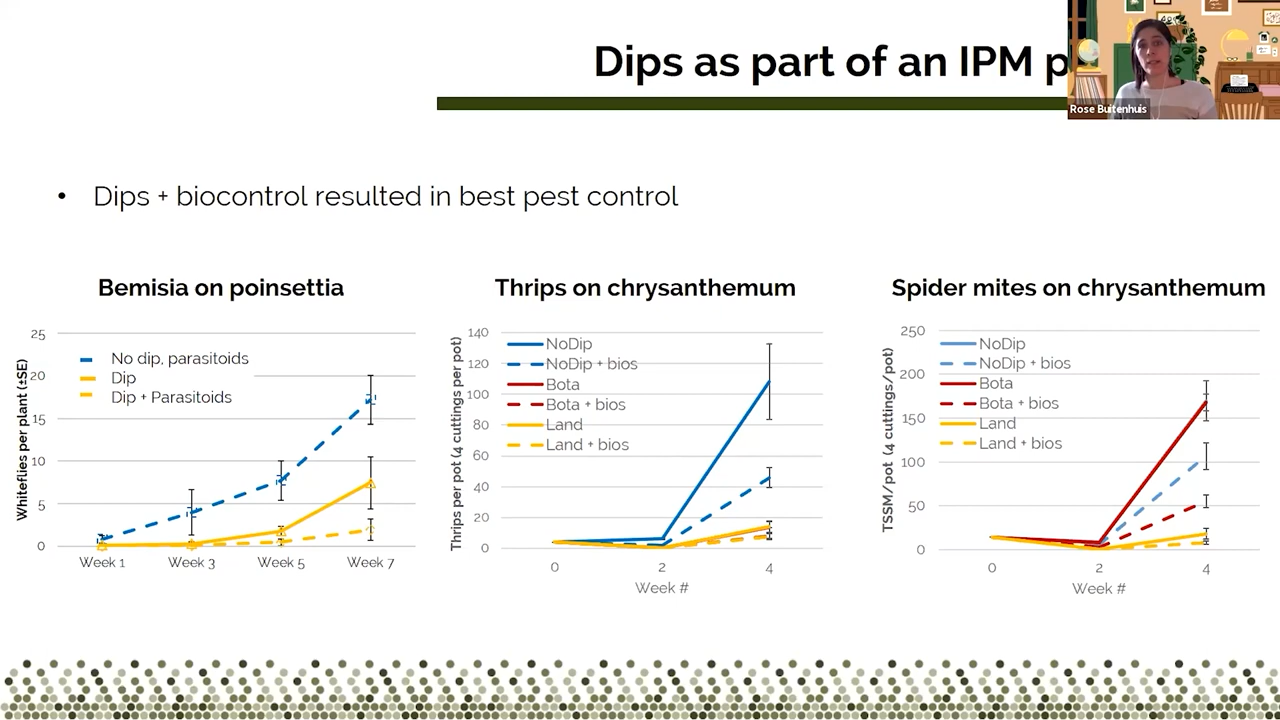 Dips as part of an IPM p
Rose Buitenhuis
• Dips + biocontrol resulted in best pest control
Bemisia on poinsettia
Whiteflies per plant (±SE)
25
20
15
10
5
0
No dip, parasitoids
Dip
Dip + Parasitoids
Week 1 Week 3 Week 5 Week 7
Thrips on chrysanthemum
Thrips per pot (4 cuttings per pot)
140
120
100
80
60
40
20
0
NoDip
NoDip + bios
Bota
Bota + bios
Land
Land + bios
0 2 4
Week #
Spider mites on chrysanthemum
TSSM/pot (4 cuttings/pot)
250
200
150
100
50
0
NoDip
NoDip + bios
Bota
Bota + bios
Land
Land + bios
0 2 4
Week #